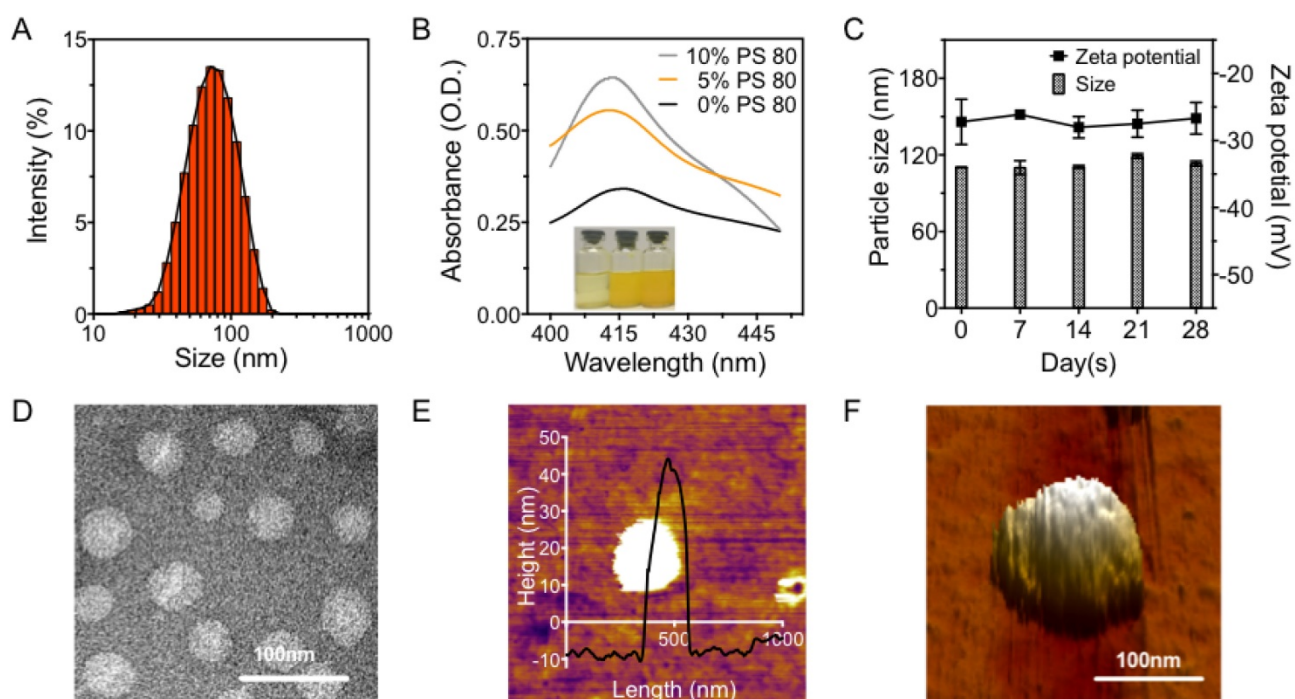 A
Intensity (%)
15
10
5
0
10
100
1000
Size (nm)
B
Absorbance (O.D.)
0.75
0.50
0.25
0.00
10% PS 80
5% PS 80
0% PS 80
400
415
430
445
Wavelength (nm)
C
Particle size (nm)
180
120
60
0
Zeta potential
Size
-20
-30
-40
-50
Zeta potetial (mV)
0
7
14
21
28
Day(s)
D
100nm
E
Height (nm)
50
40
30
20
10
0
-10
500
1000
Length (nm)
F
100nm